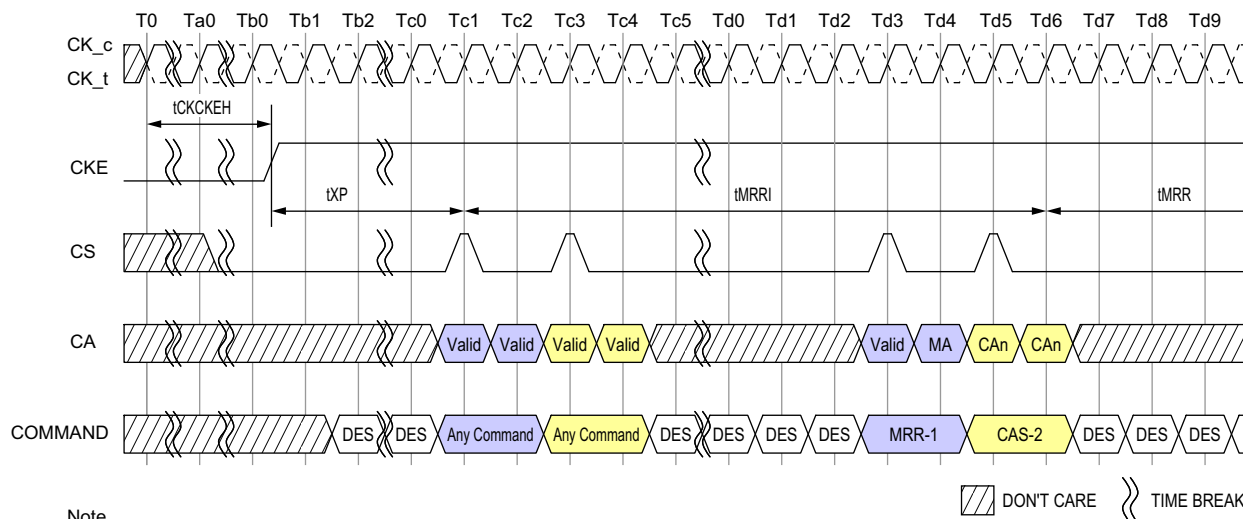 T0 Ta0 Tb0 Tb1 Tb2 Tc0 Tc1 Tc2 Tc3 Tc4 Tc5 Td0 Td1 Td2 Td3 Td4 Td5 Td6 Td7 Td8 Td9
CK_c
CK_t
tCKCKEH
CKE
tXP tMRRI tMRR
CS
CA Valid Valid Valid Valid Valid MA CAn CAn
COMMAND DES DES Any Command Any Command DES DES DES DES MRR-1 CAS-2 DES DES DES
DON'T CARE TIME BREAK
Note